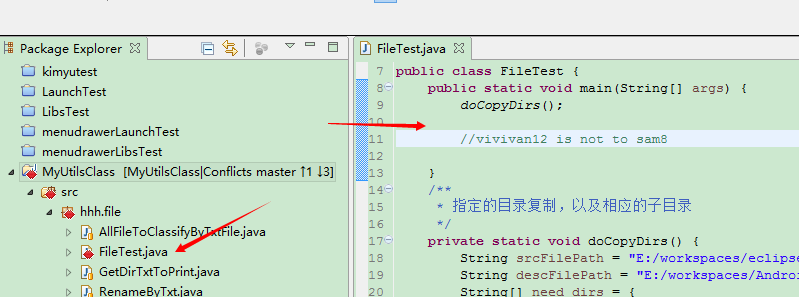 Package Explorer
kimyutest
LaunchTest
LibsTest
menudrawerLaunchTest
menudrawerLibsTest
MyUtilsClass [MyUtilsClass|Conflicts master ↑1 ↓3]
src
hhh.file
AllFileToClassifyByTxtFile.java
FileTest.java
GetDirTxtToPrint.java
RenameByTxt.java
FileTest.java
7 public class FileTest {
8 public static void main(String[] args) {
9 doCopyDirs();
10
11 //vivivan12 is not to sam8
12
13 }
14 /**
15 * 指定的目录复制，以及相应的子目录
16 */
17 private static void doCopyDirs() {
18 String srcFilePath = "E:/workspaces/eclipse
19 String descFilePath = "E:/workspaces/Andro
20 String[] need dirs = {